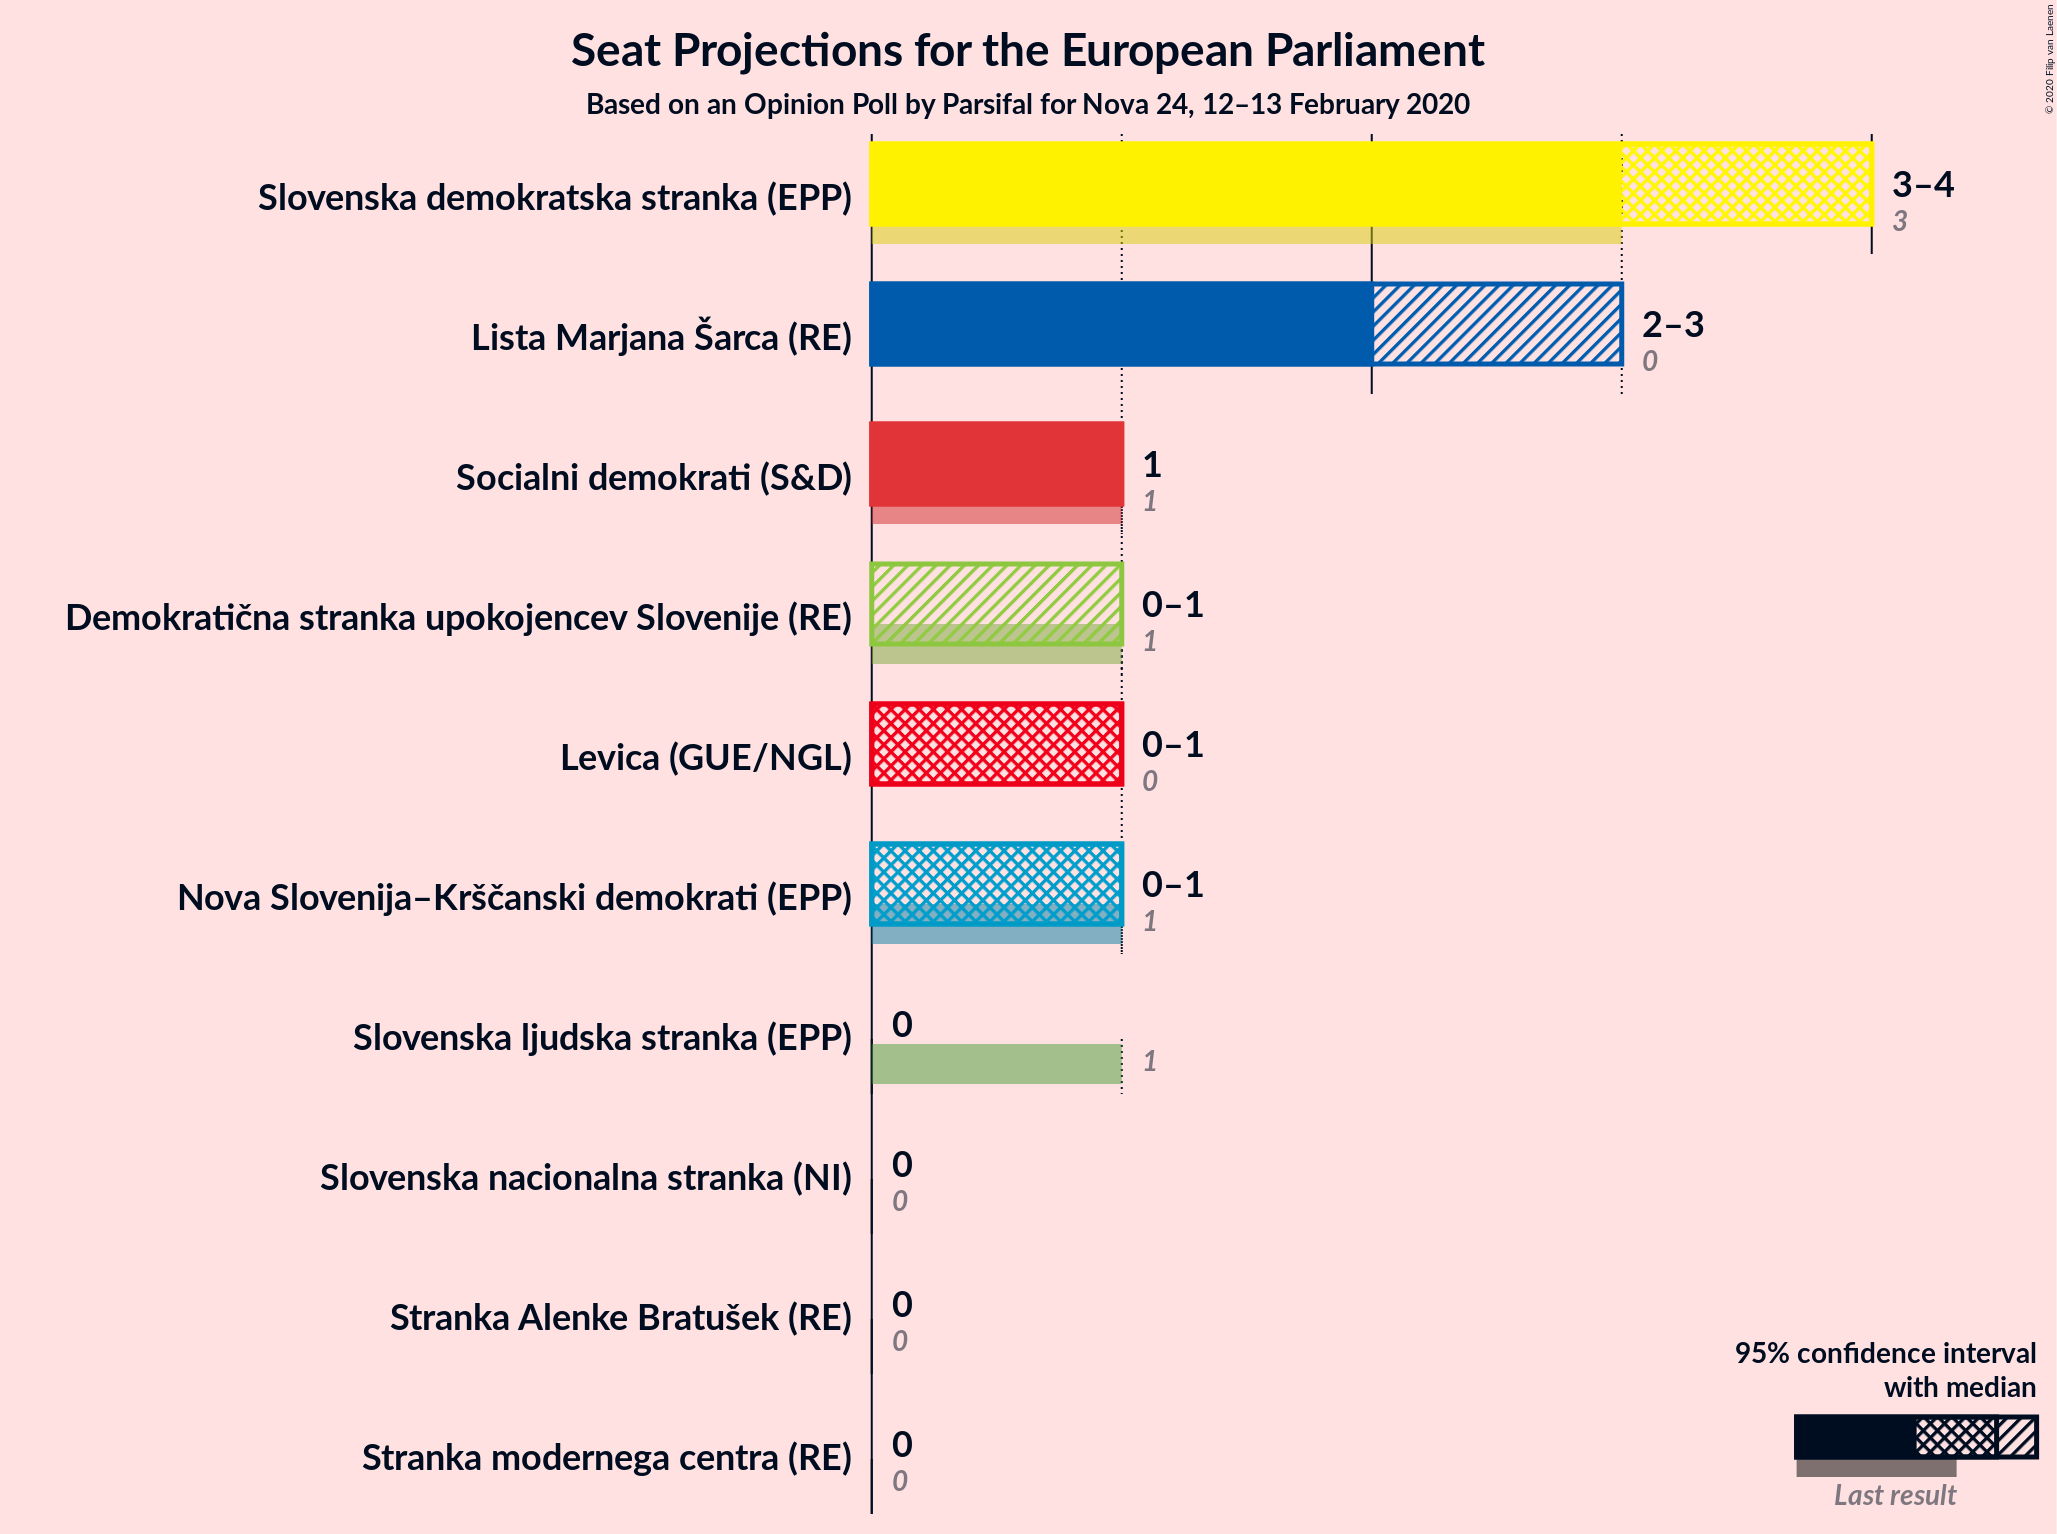 Seat Projections for the European Parliament
Based on an Opinion Poll by Parsifal for Nova 24, 12–13 February 2020
© 2020 Filip van Laenen
Slovenska demokratska stranka (EPP)
3–4
3
Lista Marjana Šarca (RE)
2–3
0
Socialni demokrati (S&D)
1
1
Demokratična stranka upokojencev Slovenije (RE)
0–1
1
Levica (GUE/NGL)
0–1
0
Nova Slovenija–Krščanski demokrati (EPP)
0–1
1
Slovenska ljudska stranka (EPP)
0
1
Slovenska nacionalna stranka (NI)
0
0
Stranka Alenke Bratušek (RE)
0
0
Stranka modernega centra (RE)
0
0
95% confidence interval
with median
Last result